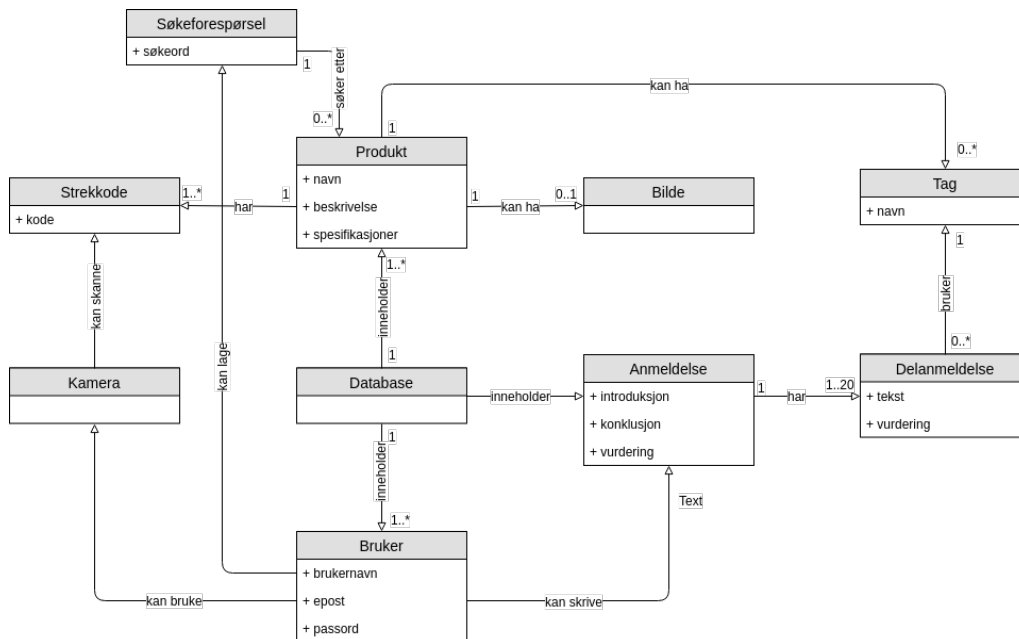 Søkeforespørsel
+ søkeord
1
søker etter
0..*
kan ha
1
0..*
Produkt
+ navn
+ beskrivelse
+ spesifikasjoner
Strekkode
+ kode
1..*
har
1
1
kan ha
0..1
Bilde
Tag
+ navn
1
bruker
0..*
kan skanne
1..*
inneholder
1
kan lage
Kamera
Database
inneholder
Anmeldelse
+ introduksjon
+ konklusjon
+ vurdering
1
har
1..20
Delanmeldelse
+ tekst
+ vurdering
1
inneholder
1..*
Text
Bruker
+ brukernavn
+ epost
+ passord
kan bruke
kan skrive